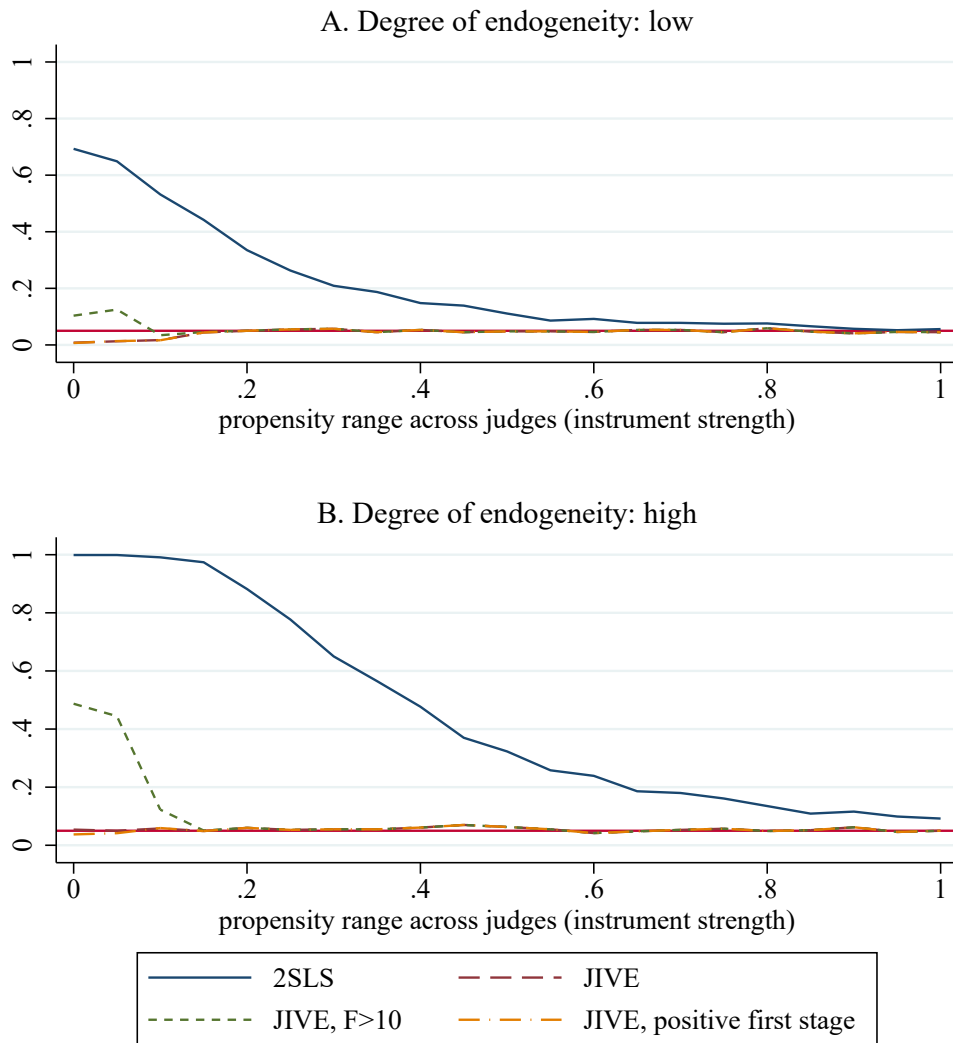 A. Degree of endogeneity: low
1
.8
.6
.4
.2
0
0 .2 .4 .6 .8 1
propensity range across judges (instrument strength)
B. Degree of endogeneity: high
1
.8
.6
.4
.2
0
0 .2 .4 .6 .8 1
propensity range across judges (instrument strength)
2SLS JIVE
JIVE, F>10 JIVE, positive first stage